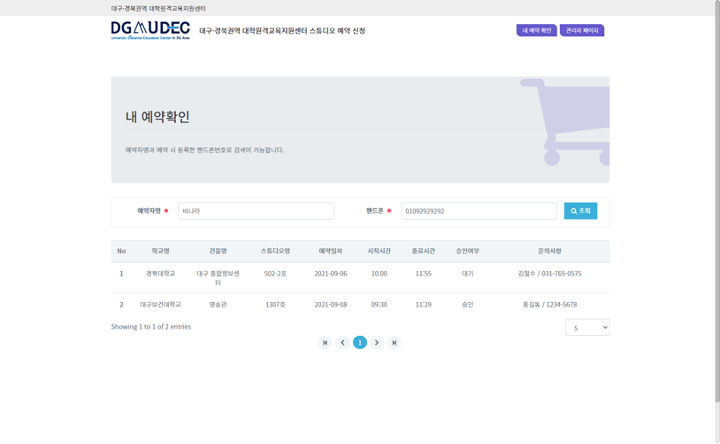 대구·경북권역 대학원격교육지원센터
DGMUDEC
University Distance Education Center in DG Area
대구·경북권역 대학원격교육지원센터 스튜디오 예약 신청
내 예약 확인
관리자 페이지
내 예약확인
예약자명과 예약 시 등록한 핸드폰번호로 검색이 가능합니다.
예약자명 비나라 핸드폰 01092929292 조회
No 학교명 건물명 스튜디오명 예약일자 시작시간 종료시간 승인여부 문의사항
1 경북대학교 대구 종합정보센터 502-2호 2021-09-06 10:00 11:55 대기 김철수 / 031-765-0575
2 대구보건대학교 영송관 1307호 2021-09-08 09:30 11:29 승인 홍길동 / 1234-5678
Showing 1 to 1 of 2 entries
5
1